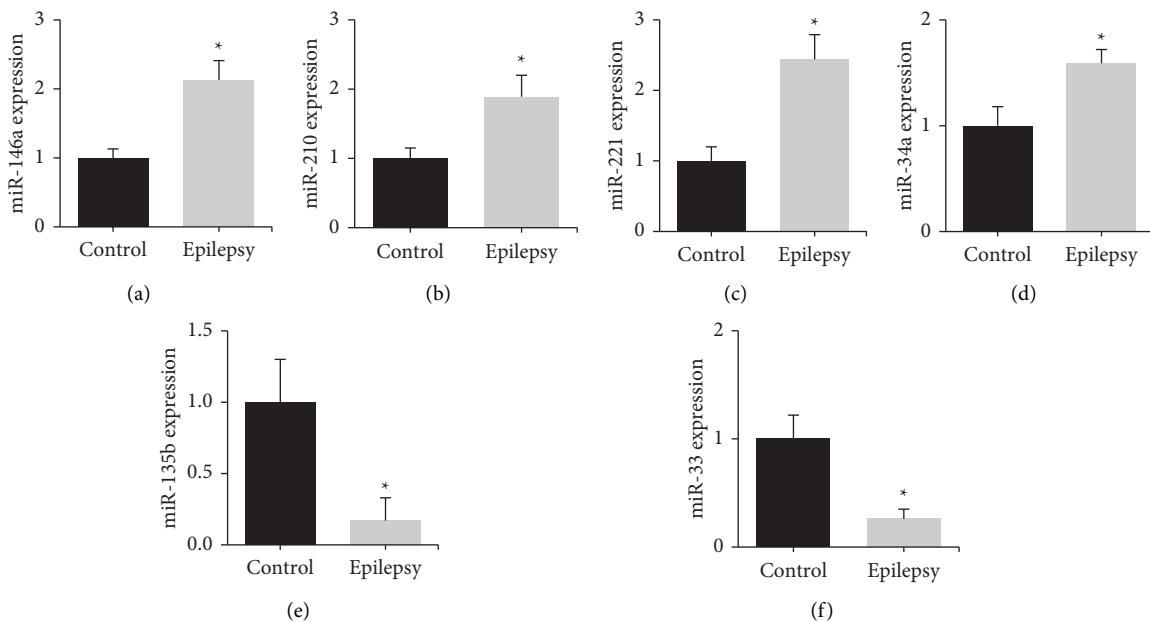 miR-146a expression
3
2
1
0
*
Control
Epilepsy
(a)
miR-210 expression
3
2
1
0
*
Control
Epilepsy
(b)
miR-221 expression
3
2
1
0
*
Control
Epilepsy
(c)
miR-34a expression
2
1
0
*
Control
Epilepsy
(d)
miR-135b expression
1.5
1.0
0.5
0.0
*
Control
Epilepsy
(e)
miR-33 expression
2
1
0
*
Control
Epilepsy
(f)